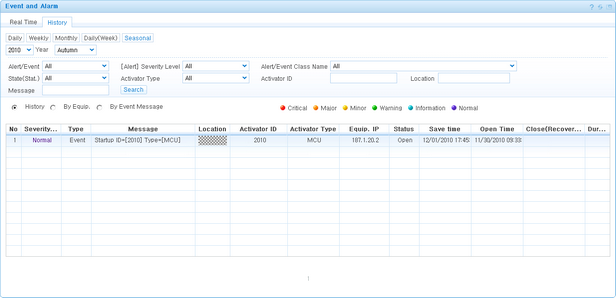 Event and Alarm
Real Time History
Daily Weekly Monthly Daily(Week) Seasonal
2010 Year Autumn
Alert/Event All [Alert] Severity Level All Alert/Event Class Name All
State(Stat.) All Activator Type All Activator ID Location
Message Search
History By Equip. By Event Message Critical Major Minor Warning Information Normal
No Severity... Type Message Location Activator ID Activator Type Equip. IP Status Save time Open Time Close(Recover... Dur...
1 Normal Event Startup ID=[2010] Type=[MCU] 2010 MCU 187.1.20.2 Open 12/01/2010 17:45: 11/30/2010 09:33:
1